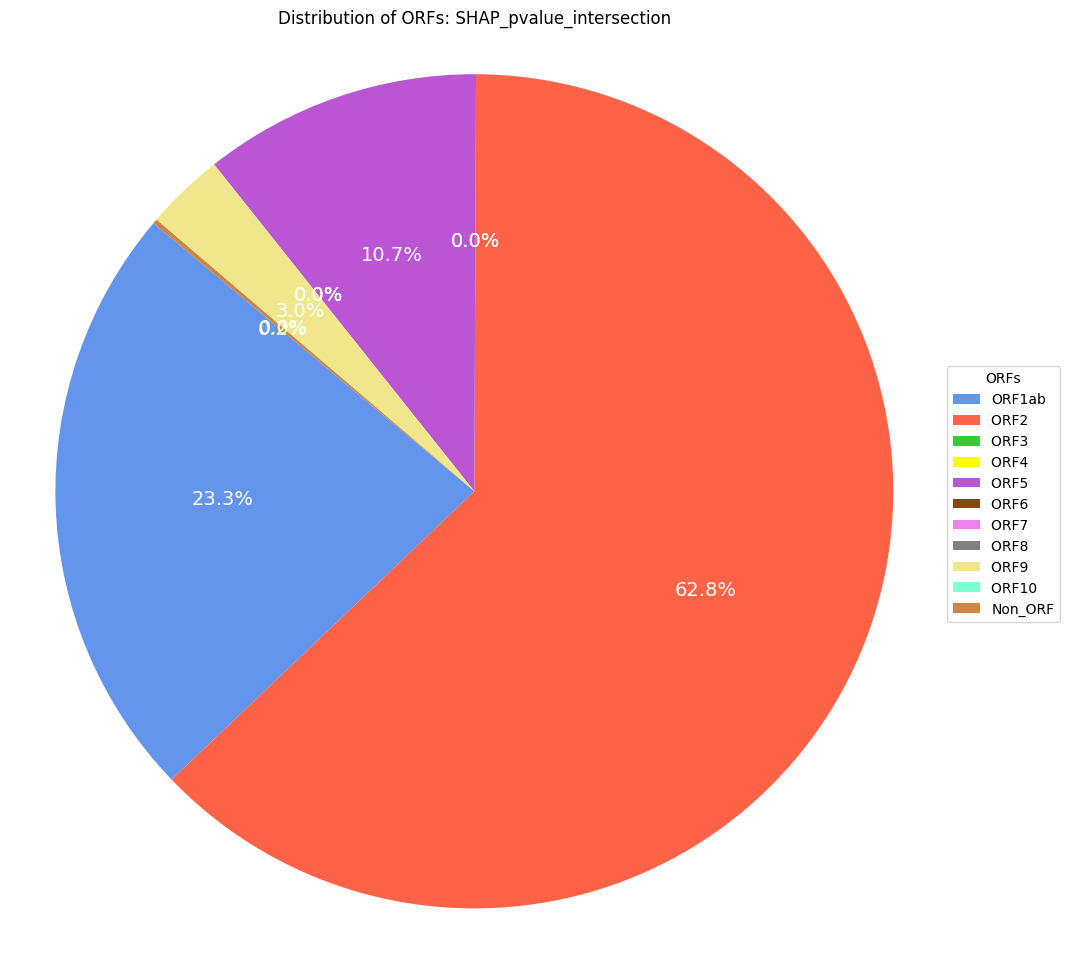 Distribution of ORFs: SHAP_pvalue_intersection
10.7%
0.0%
0.0%
3.0%
23.3%
62.8%
ORFs
ORF1ab
ORF2
ORF3
ORF4
ORF5
ORF6
ORF7
ORF8
ORF9
ORF10
Non_ORF